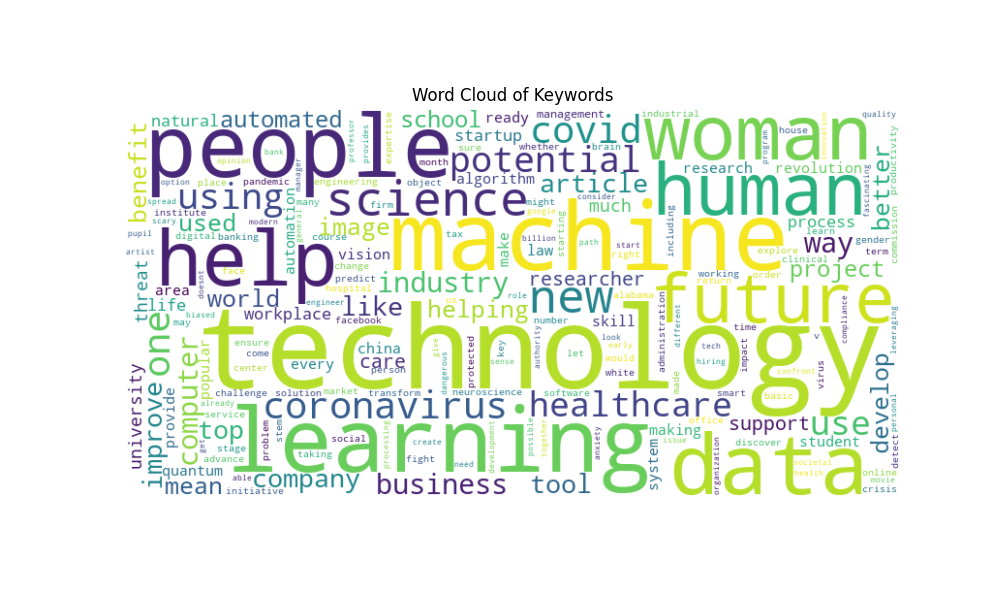 Word Cloud of Keywords
natural
automated
school
ready
management
industrial
quality
benefit
people
professor
provides
expertise
startup
whether
brain
covid
woman
program
house
innovation
productivity
opinion
bank
manager
sure
month
potential
research
revolution
better
fascinating
option
place
pandemic
engineering
algorithm
object
article
consider
human
term
commission
spread
using
many
firm
science
might
much
process
learn
institute
scary
used
modern
general
automation
image
google
billion
starting
including
way
gender
pupil
digital
banking
course
tax
make
law
path
start
right
explore
clinical
artist
help
vision
machine
project
threat
area
doesnt
face
change
predict
hospital
industry
researcher
working
order
return
life
world
engineer
like
us
role
new
alabama
future
may
biased
workplace
facebook
helping
number
skill
administration
different
time
v
compliance
leveraging
one
popular
ensure
come
china
care
person
every
technology
give
key
authority
look
early
would
tech
hiring
impact
virus
university
computer
center
protected
sense
dangerous
let
white
made
confront
improve
provide
challenge
solution
market
transform
neuroscience
software
smart
basic
develop
personal
already
service
coronavirus
healthcare
top
stage
get
problem
stem
social
taking
processing
learning
create
development
possible
together
making
issue
office
support
discover
use
student
detect
quantum
fight
need
anxiety
system
organization
data
societal
health
online
movie
mean
able
initiative
company
business
tool
crisis